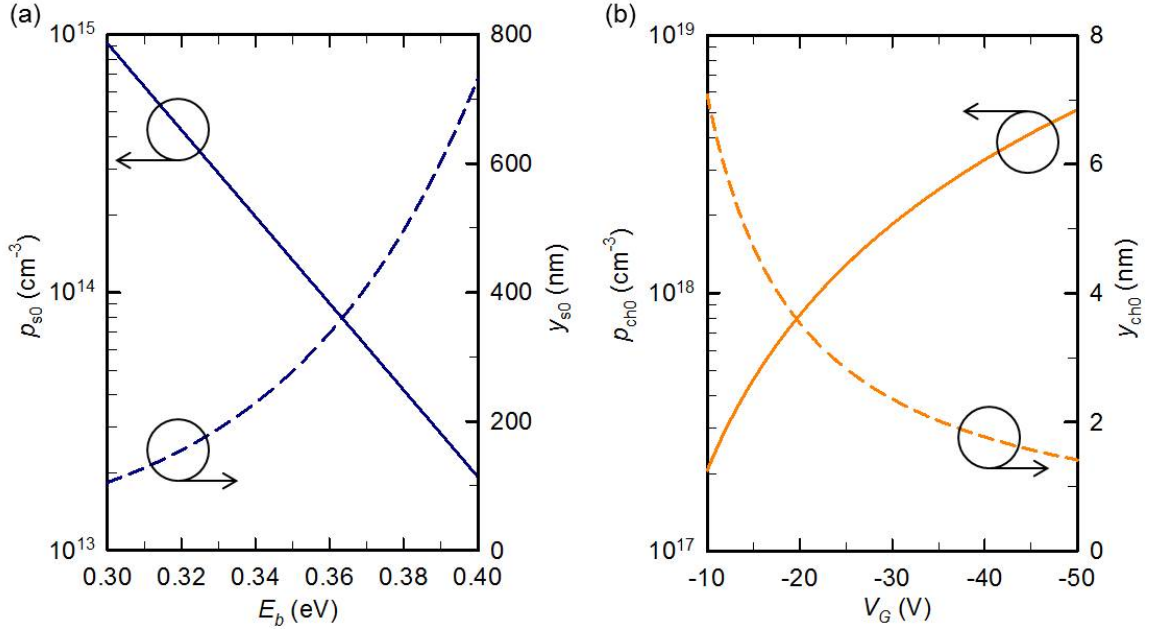 (a)
10^15
10^14
10^13
p_s0 (cm^-3)
800
600
400
200
0
y_s0 (nm)
0.30 0.32 0.34 0.36 0.38 0.40
E_b (eV)
(b)
10^19
10^18
10^17
p_ch0 (cm^-3)
8
6
4
2
0
y_ch0 (nm)
-10 -20 -30 -40 -50
V_G (V)